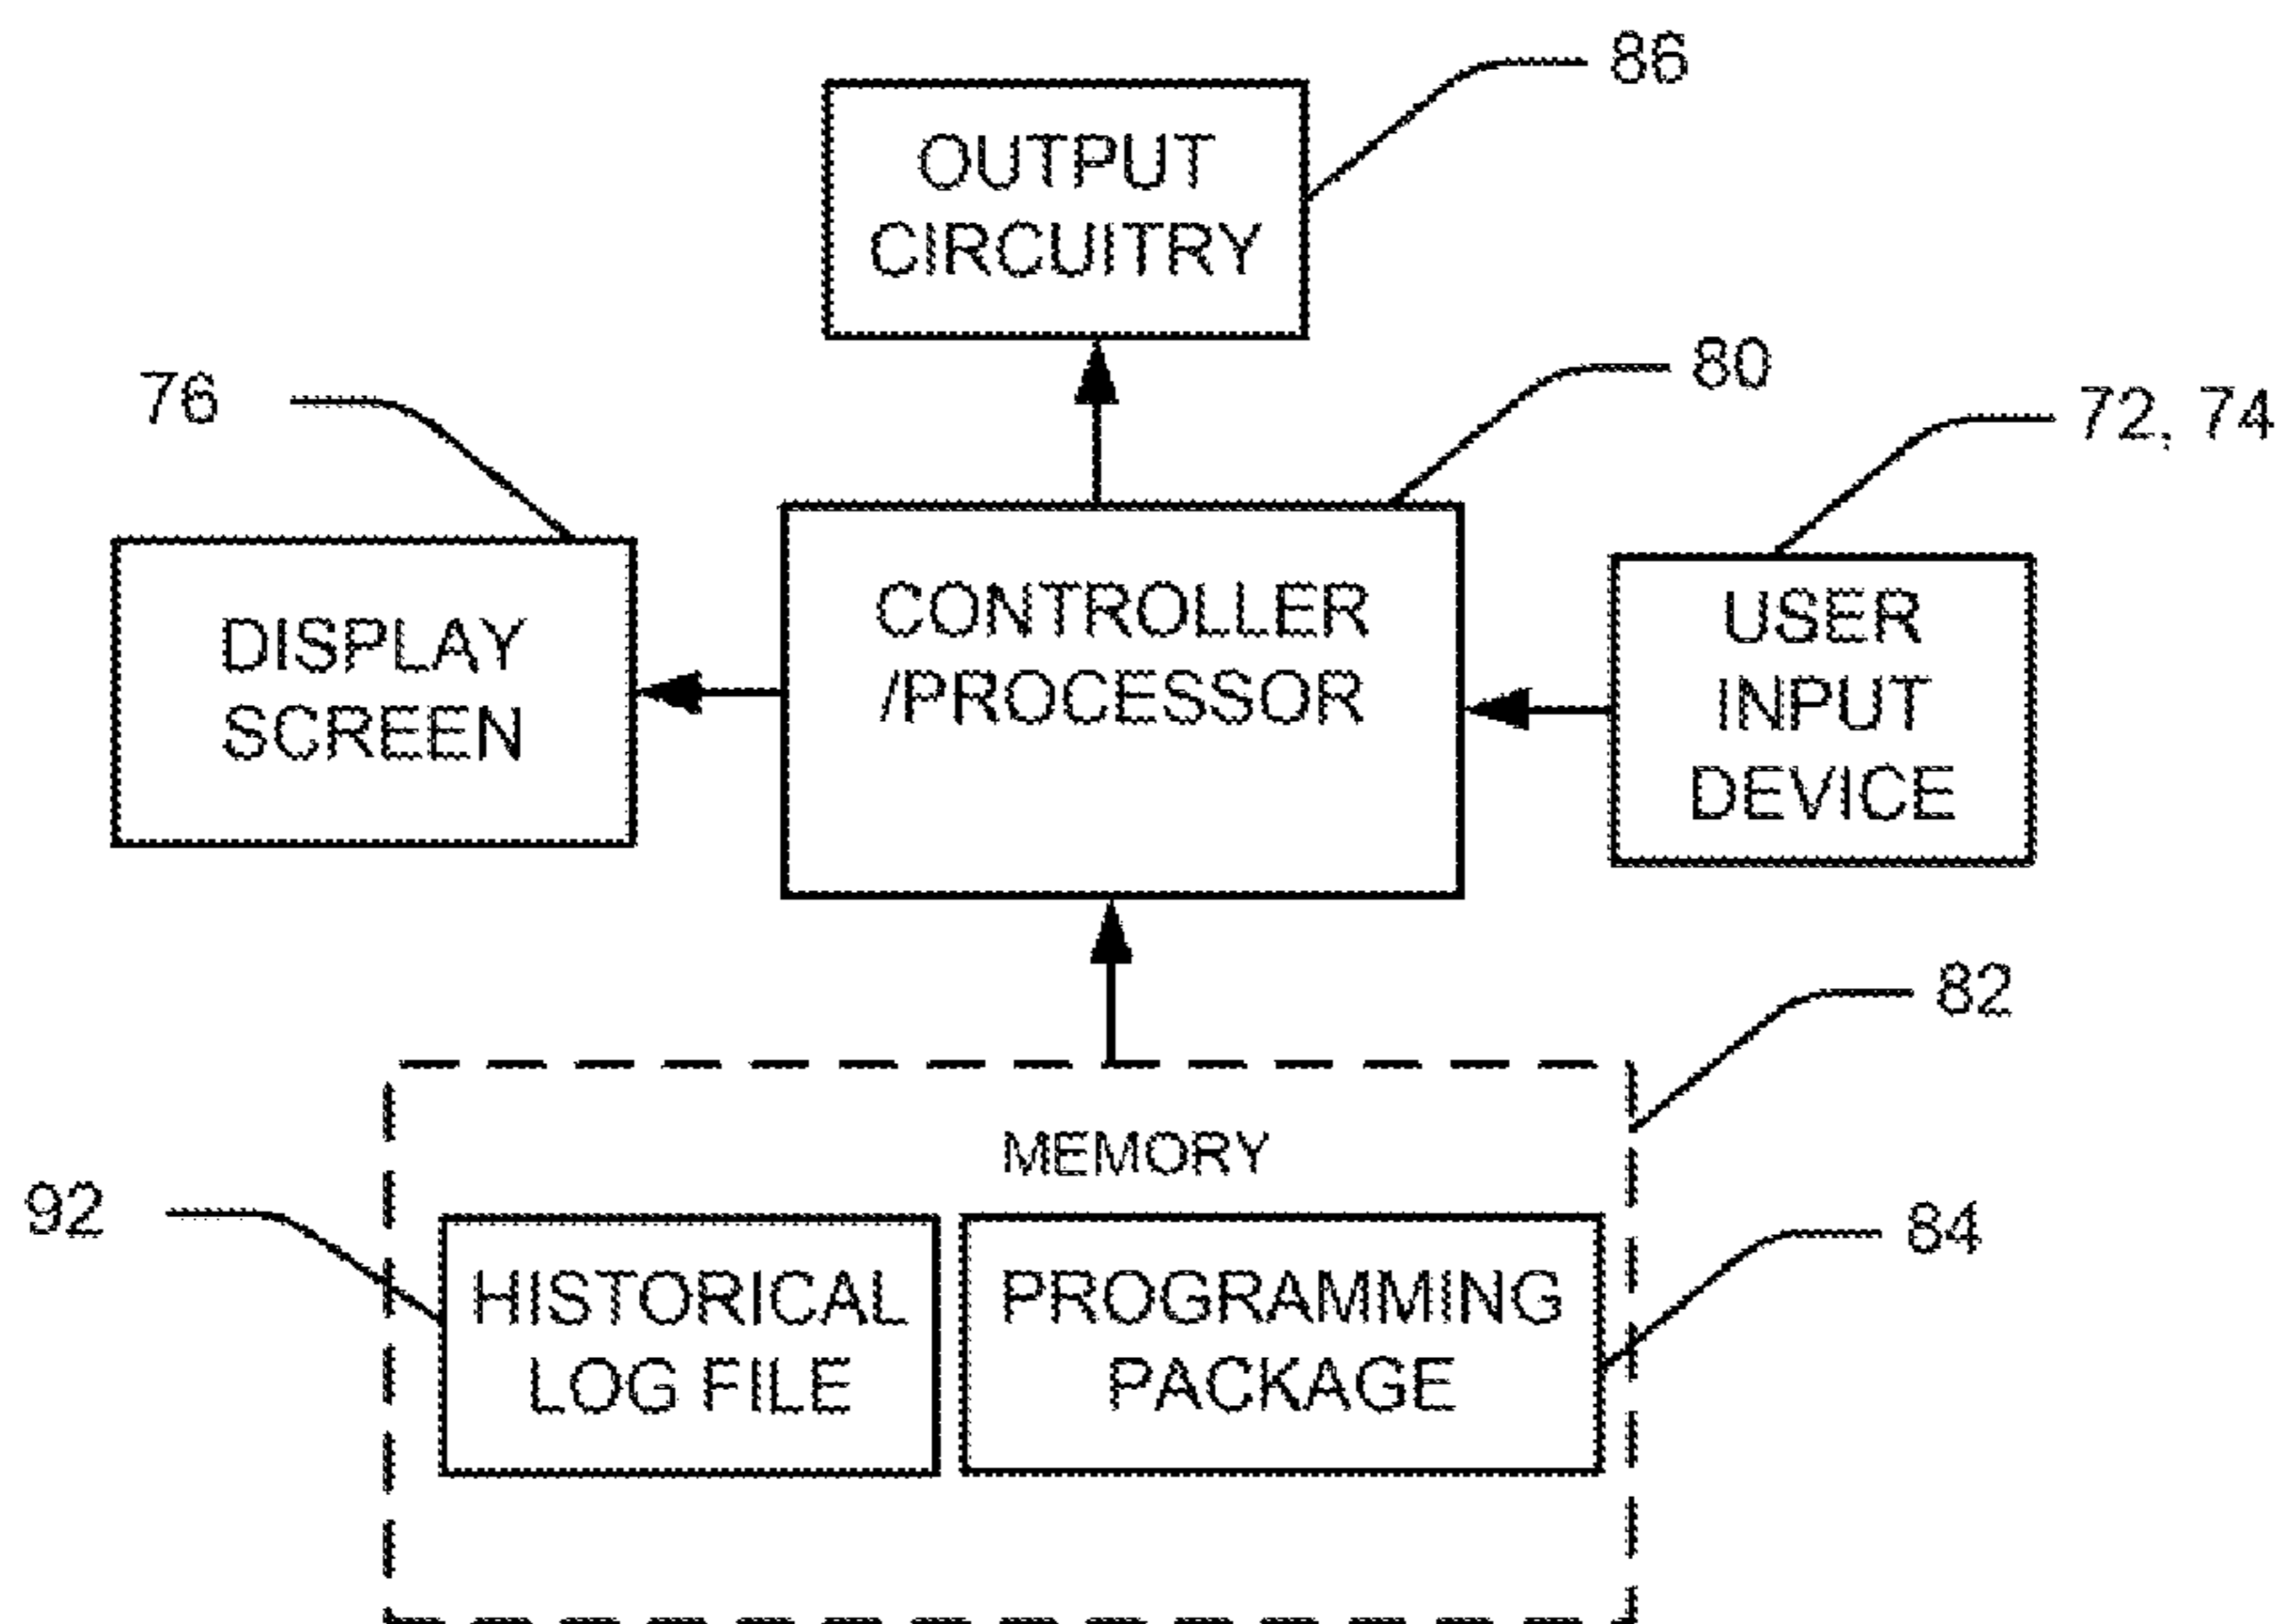 86
OUTPUT
CIRCUITRY
80
76
72, 74
CONTROLLER
/PROCESSOR
DISPLAY
SCREEN
USER
INPUT
DEVICE
82
MEMORY
92
84
HISTORICAL
LOG FILE
PROGRAMMING
PACKAGE